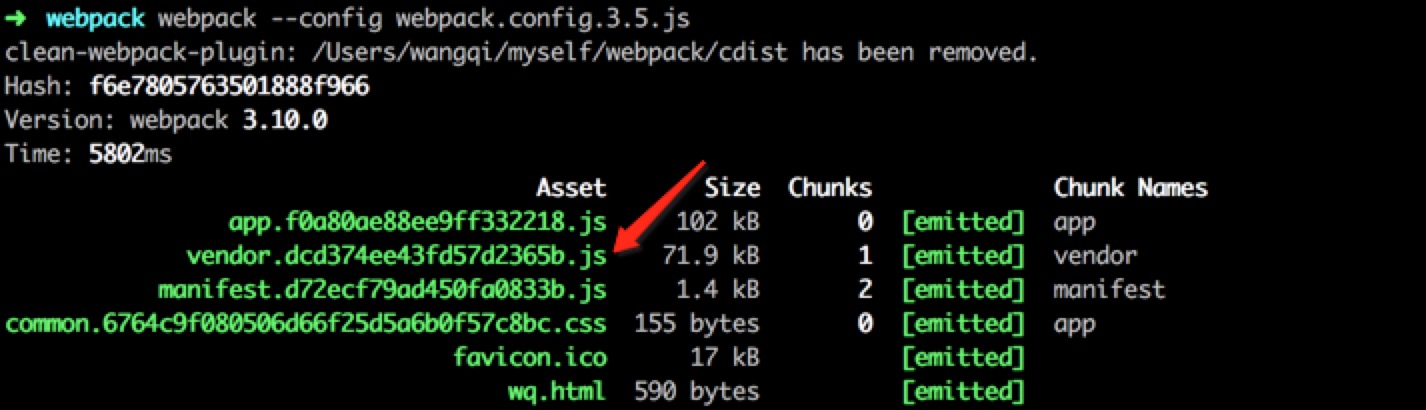 ➜ webpack webpack --config webpack.config.3.5.js
clean-webpack-plugin: /Users/wangqi/myself/webpack/cdist has been removed.
Hash: f6e7805763501888f966
Version: webpack 3.10.0
Time: 5802ms
Asset Size Chunks Chunk Names
app.f0a80ae88ee9ff332218.js 102 kB 0 [emitted] app
vendor.dcd374ee43fd57d2365b.js 71.9 kB 1 [emitted] vendor
manifest.d72ecf79ad450fa0833b.js 1.4 kB 2 [emitted] manifest
common.6764c9f080506d66f25d5a6b0f57c8bc.css 155 bytes 0 [emitted] app
favicon.ico 17 kB [emitted]
wq.html 590 bytes [emitted]